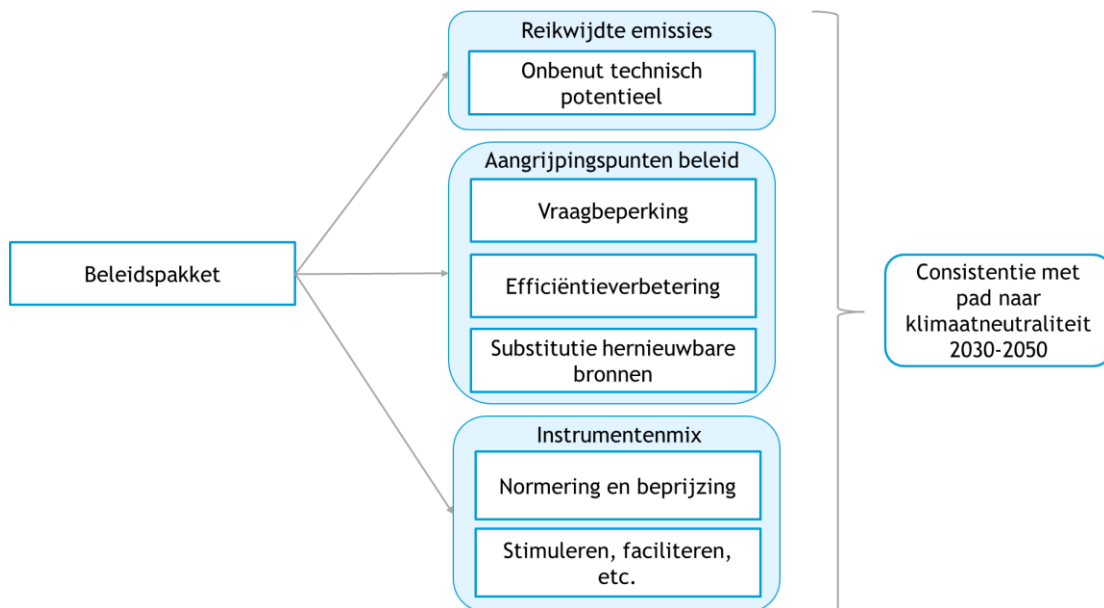 Reikwijdte emissies
Onbenut technisch
potentieel
Aangrijpingspunten beleid
Vraagbeperking
Beleidspakket
Efficiëntieverbetering
Substitutie hernieuwbare
bronnen
Instrumentenmix
Normering en beprijzing
Stimuleren, faciliteren,
etc.
Consistentie met
pad naar
klimaatneutraliteit
2030-2050